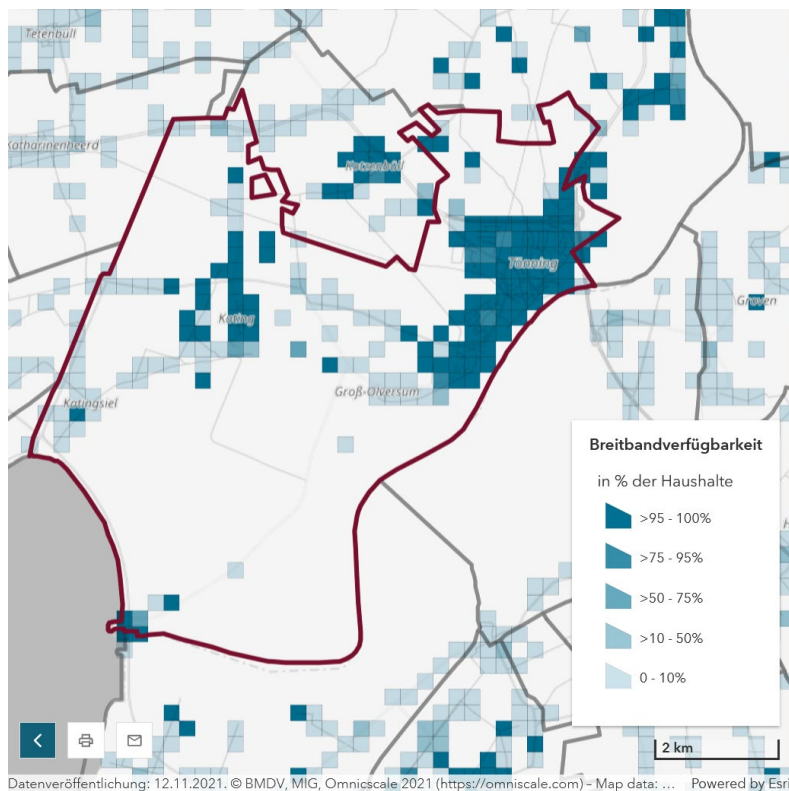 Tetenbüll
Katharinenheerd
Kotzenbüll
Tönning
Kating
Groven
Groß-Olversum
Katingsiel
Breitbandverfügbarkeit
in % der Haushalte
>95 - 100%
>75 - 95%
>50 - 75%
>10 - 50%
0 - 10%
H
2 km
Datenveröffentlichung: 12.11.2021. © BMDV, MIG, Omnicscale 2021 (https://omniscale.com) – Map data: ... Powered by Esri